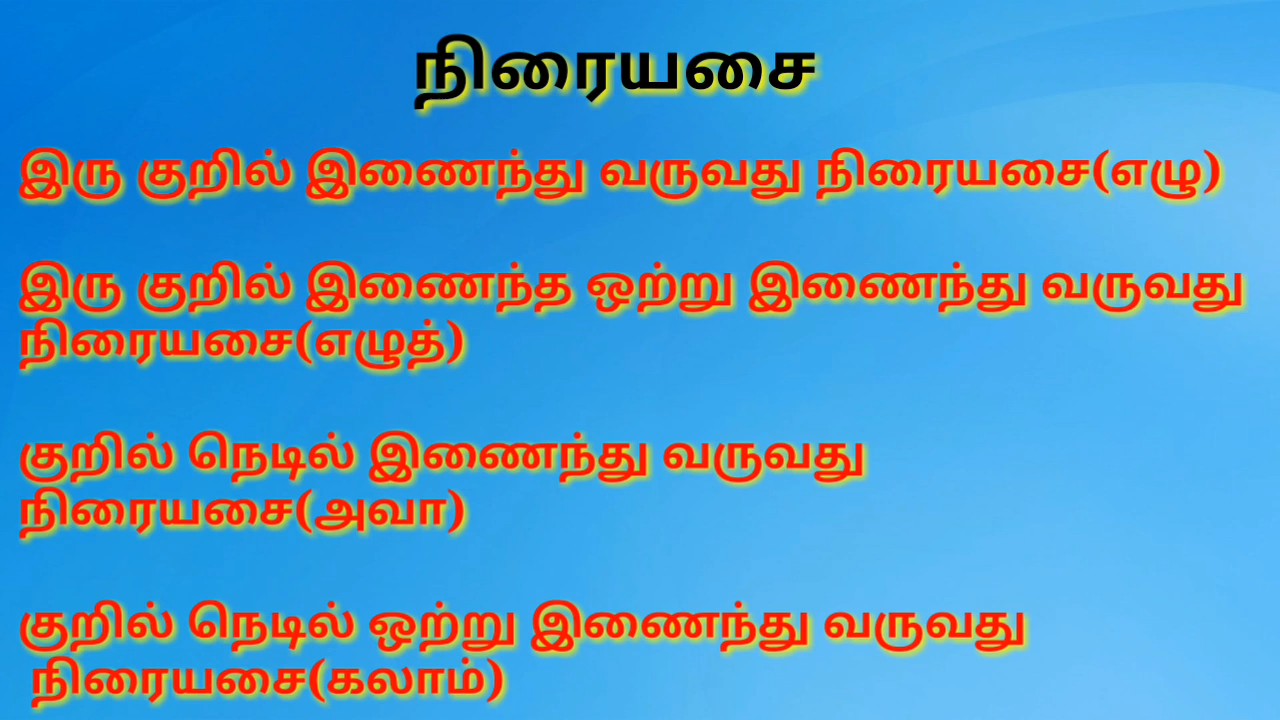 நிரையசை
இரு குறில் இணைந்து வருவது நிரையசை(எழு)
இரு குறில் இணைந்த ஒற்று இணைந்து வருவது
நிரையசை(எழுத்)
குறில் நெடில் இணைந்து வருவது
நிரையசை(அவா)
குறில் நெடில் ஒற்று இணைந்து வருவது
நிரையசை(கலாம்)